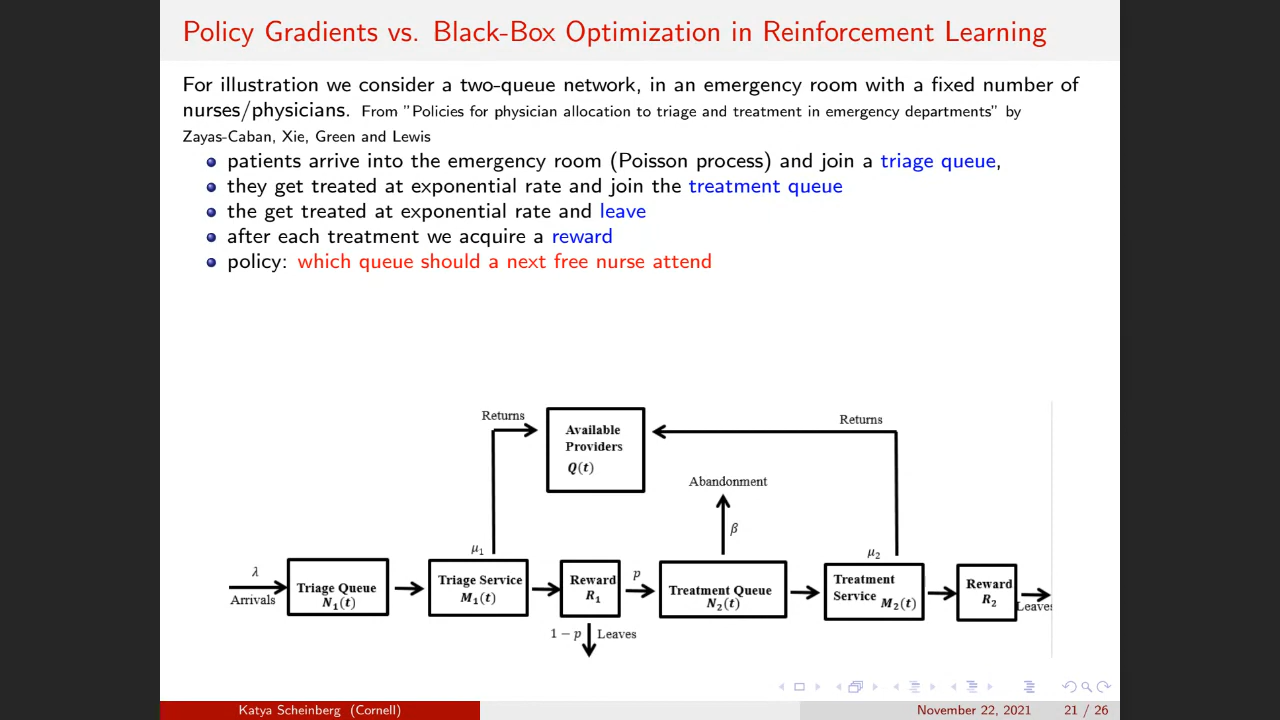 Policy Gradients vs. Black-Box Optimization in Reinforcement Learning
For illustration we consider a two-queue network, in an emergency room with a fixed number of
nurses/physicians. From "Policies for physician allocation to triage and treatment in emergency departments" by
Zayas-Caban, Xie, Green and Lewis
patients arrive into the emergency room (Poisson process) and join a triage queue,
they get treated at exponential rate and join the treatment queue
the get treated at exponential rate and leave
after each treatment we acquire a reward
policy: which queue should a next free nurse attend
Returns
Available
Providers
Q(t)
Returns
Abandonment
β
λ
Arrivals
Triage Queue
N₁(t)
μ₁
Triage Service
M₁(t)
Reward
R₁
p
1 − p
Leaves
Treatment Queue
N₂(t)
μ₂
Treatment
Service M₂(t)
Reward
R₂
Leaves
Katya Scheinberg (Cornell)
November 22, 2021
21 / 26